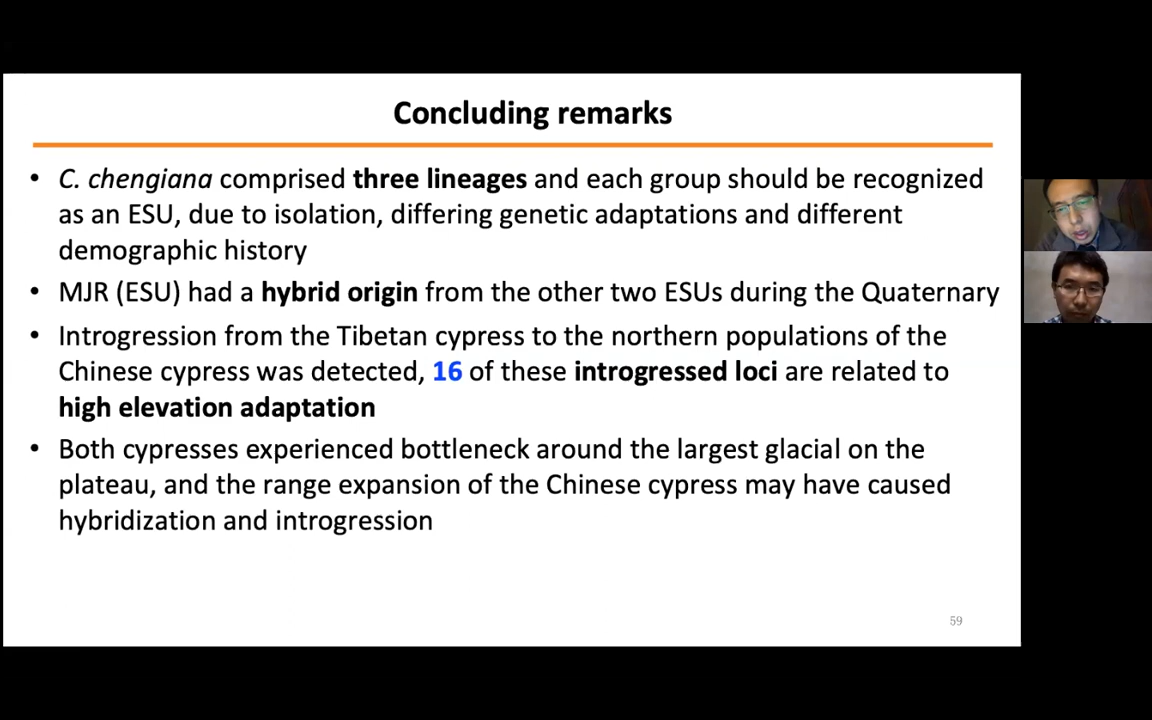 Concluding remarks
• C. chengiana comprised three lineages and each group should be recognized
as an ESU, due to isolation, differing genetic adaptations and different
demographic history
• MJR (ESU) had a hybrid origin from the other two ESUs during the Quaternary
• Introgression from the Tibetan cypress to the northern populations of the
Chinese cypress was detected, 16 of these introgressed loci are related to
high elevation adaptation
• Both cypresses experienced bottleneck around the largest glacial on the
plateau, and the range expansion of the Chinese cypress may have caused
hybridization and introgression
59